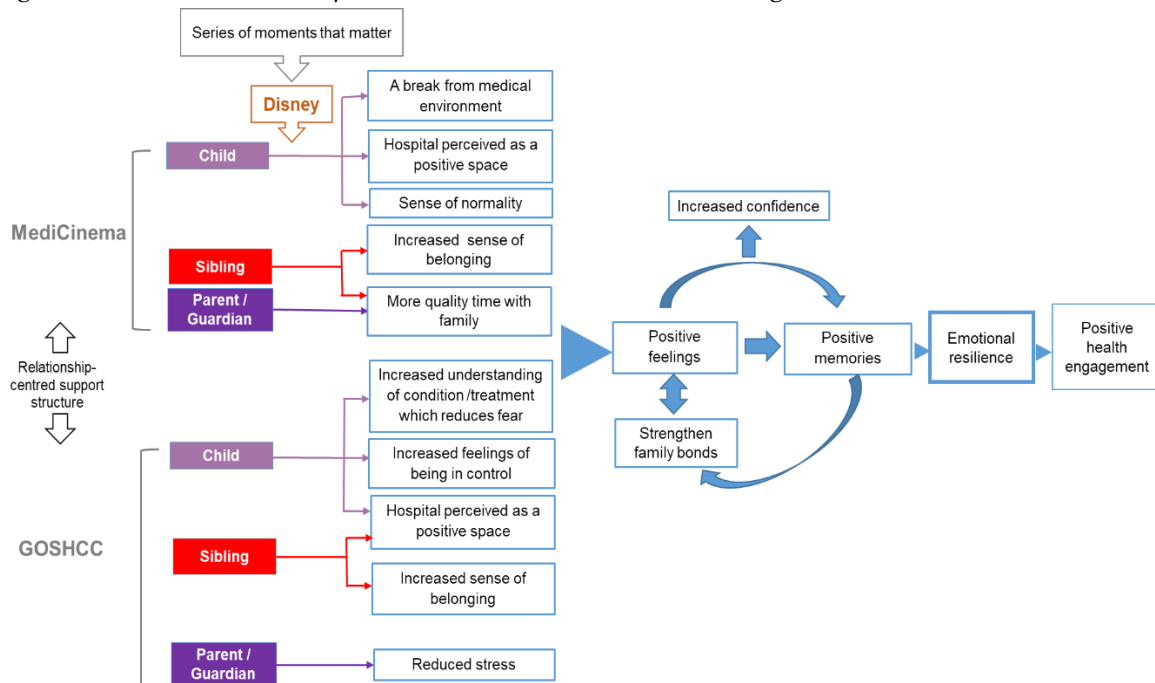 Series of moments that matter
Disney
MediCinema
Child
A break from medical
environment
Hospital perceived as a
positive space
Sense of normality
Sibling
Increased sense of
belonging
Parent /
Guardian
More quality time with
family
Relationship-
centred support
structure
GOSHCC
Child
Increased understanding
of condition /treatment
which reduces fear
Increased feelings of
being in control
Hospital perceived as a
positive space
Sibling
Increased sense of
belonging
Parent /
Guardian
Reduced stress
Increased confidence
Positive
feelings
Positive
memories
Strengthen
family bonds
Emotional
resilience
Positive
health
engagement